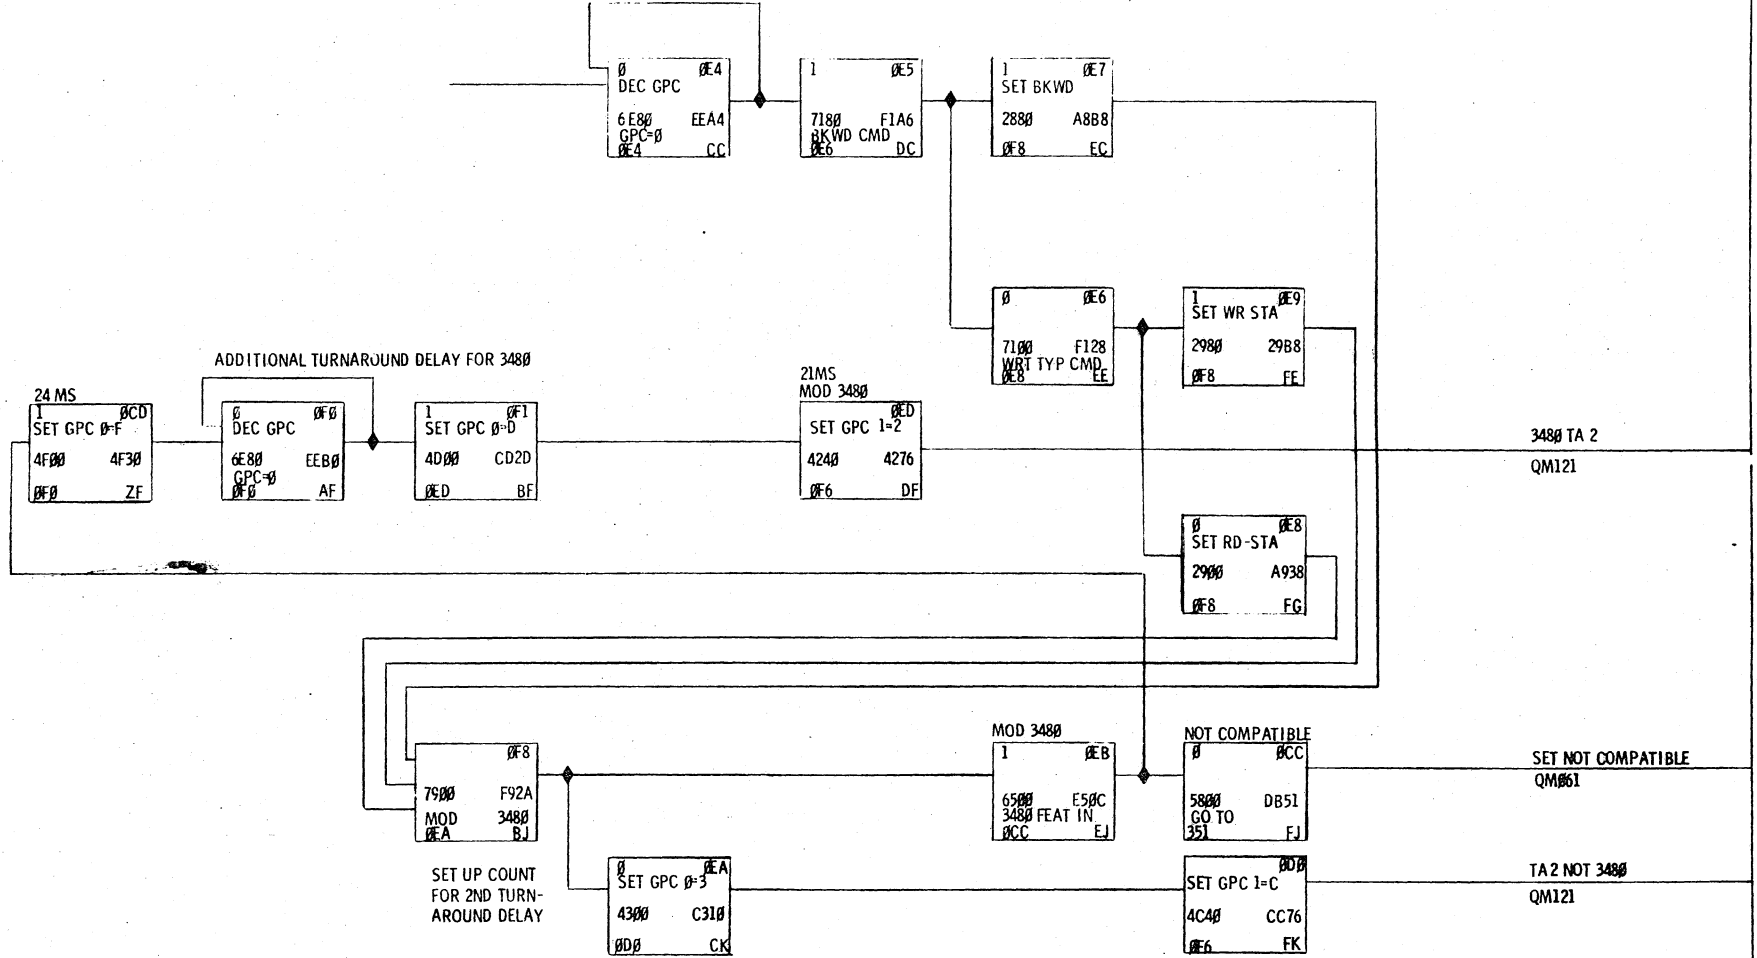 Ø ØE4
DEC GPC
6E8Ø EEA4
GPC=Ø
ØE4 CC
1 ØE5
718Ø F1A6
BKWD CMD
ØE6 DC
1 ØE7
SET BKWD
288Ø A8B8
ØF8 EC
Ø ØE6
71ØØ F128
WRT TYP CMD
ØE8 EE
1 ØE9
SET WR STA
298Ø 29B8
ØF8 FE
ADDITIONAL TURNAROUND DELAY FOR 348Ø
24 MS
1 ØCD
SET GPC Ø=F
4FØØ 4F3Ø
ØFØ ZF
Ø ØFØ
DEC GPC
6E8Ø EEBØ
GPC=Ø
ØFØ AF
1 ØF1
SET GPC Ø=D
4DØØ CD2D
ØED BF
21MS
MOD 348Ø
ØED
SET GPC 1=2
424Ø 4276
ØF6 DF
348Ø TA 2
QM121
Ø ØE8
SET RD-STA
29ØØ A938
ØF8 FG
ØF8
79ØØ F92A
MOD 348Ø
ØEA BJ
MOD 348Ø
1 ØEB
65ØØ E5ØC
348Ø FEAT IN
ØCC EJ
NOT COMPATIBLE
Ø ØCC
58ØØ DB51
GO TO
351 FJ
SET NOT COMPATIBLE
QMØ61
SET UP COUNT
FOR 2ND TURN-
AROUND DELAY
Ø ØEA
SET GPC Ø=3
43ØØ C31Ø
ØDØ CK
ØDØ
SET GPC 1=C
4C4Ø CC76
ØF6 FK
TA 2 NOT 348Ø
QM121